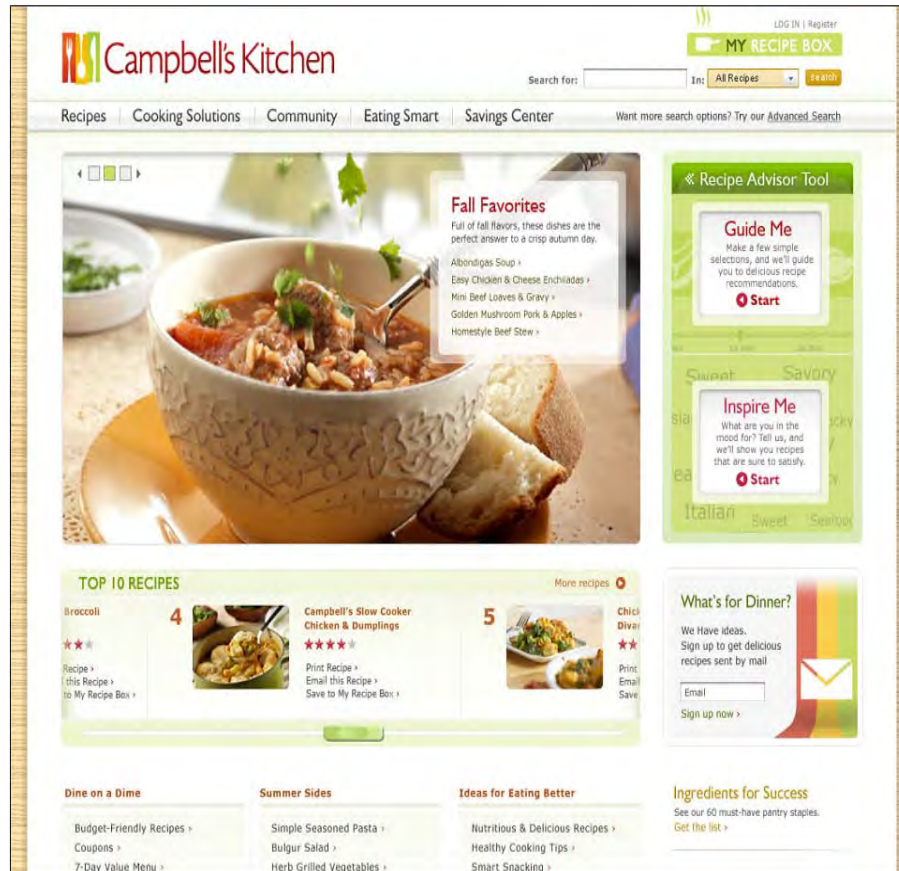 LOG IN | Register
MY RECIPE BOX
Campbell's Kitchen
Search for:
In: All Recipes search
Recipes Cooking Solutions Community Eating Smart Savings Center
Want more search options? Try our Advanced Search
Fall Favorites
Full of fall flavors, these dishes are the
perfect answer to a crisp autumn day.
Albondigas Soup ›
Easy Chicken & Cheese Enchiladas ›
Mini Beef Loaves & Gravy ›
Golden Mushroom Pork & Apples ›
Homestyle Beef Stew ›
« Recipe Advisor Tool
Guide Me
Make a few simple
selections, and we'll guide
you to delicious recipe
recommendations.
Start
Sweet Savory
Inspire Me
What are you in the
mood for? Tell us, and
we'll show you recipes
that are sure to satisfy.
Start
Italian Sweet
TOP 10 RECIPES
More recipes
Broccoli
Recipe ›
this Recipe ›
to My Recipe Box ›
4
Campbell's Slow Cooker
Chicken & Dumplings
Print Recipe ›
Email this Recipe ›
Save to My Recipe Box ›
5
Chick
Divan
Print
Email
Save
What's for Dinner?
We Have ideas.
Sign up to get delicious
recipes sent by mail
Email
Sign up now ›
Dine on a Dime
Budget-Friendly Recipes ›
Coupons ›
7-Day Value Menu ›
Summer Sides
Simple Seasoned Pasta ›
Bulgur Salad ›
Herb Grilled Vegetables ›
Ideas for Eating Better
Nutritious & Delicious Recipes ›
Healthy Cooking Tips ›
Smart Snacking ›
Ingredients for Success
See our 60 must-have pantry staples.
Get the list ›